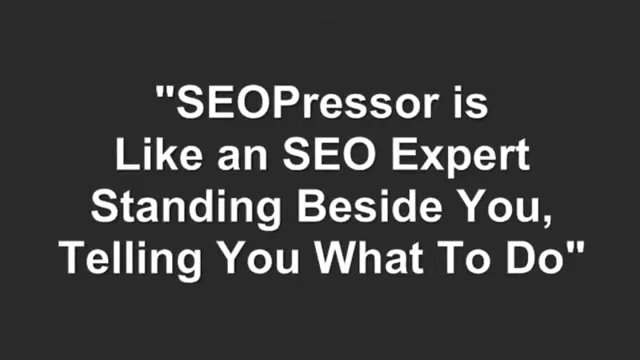 "SEOPressor is
Like an SEO Expert
Standing Beside You,
Telling You What To Do"